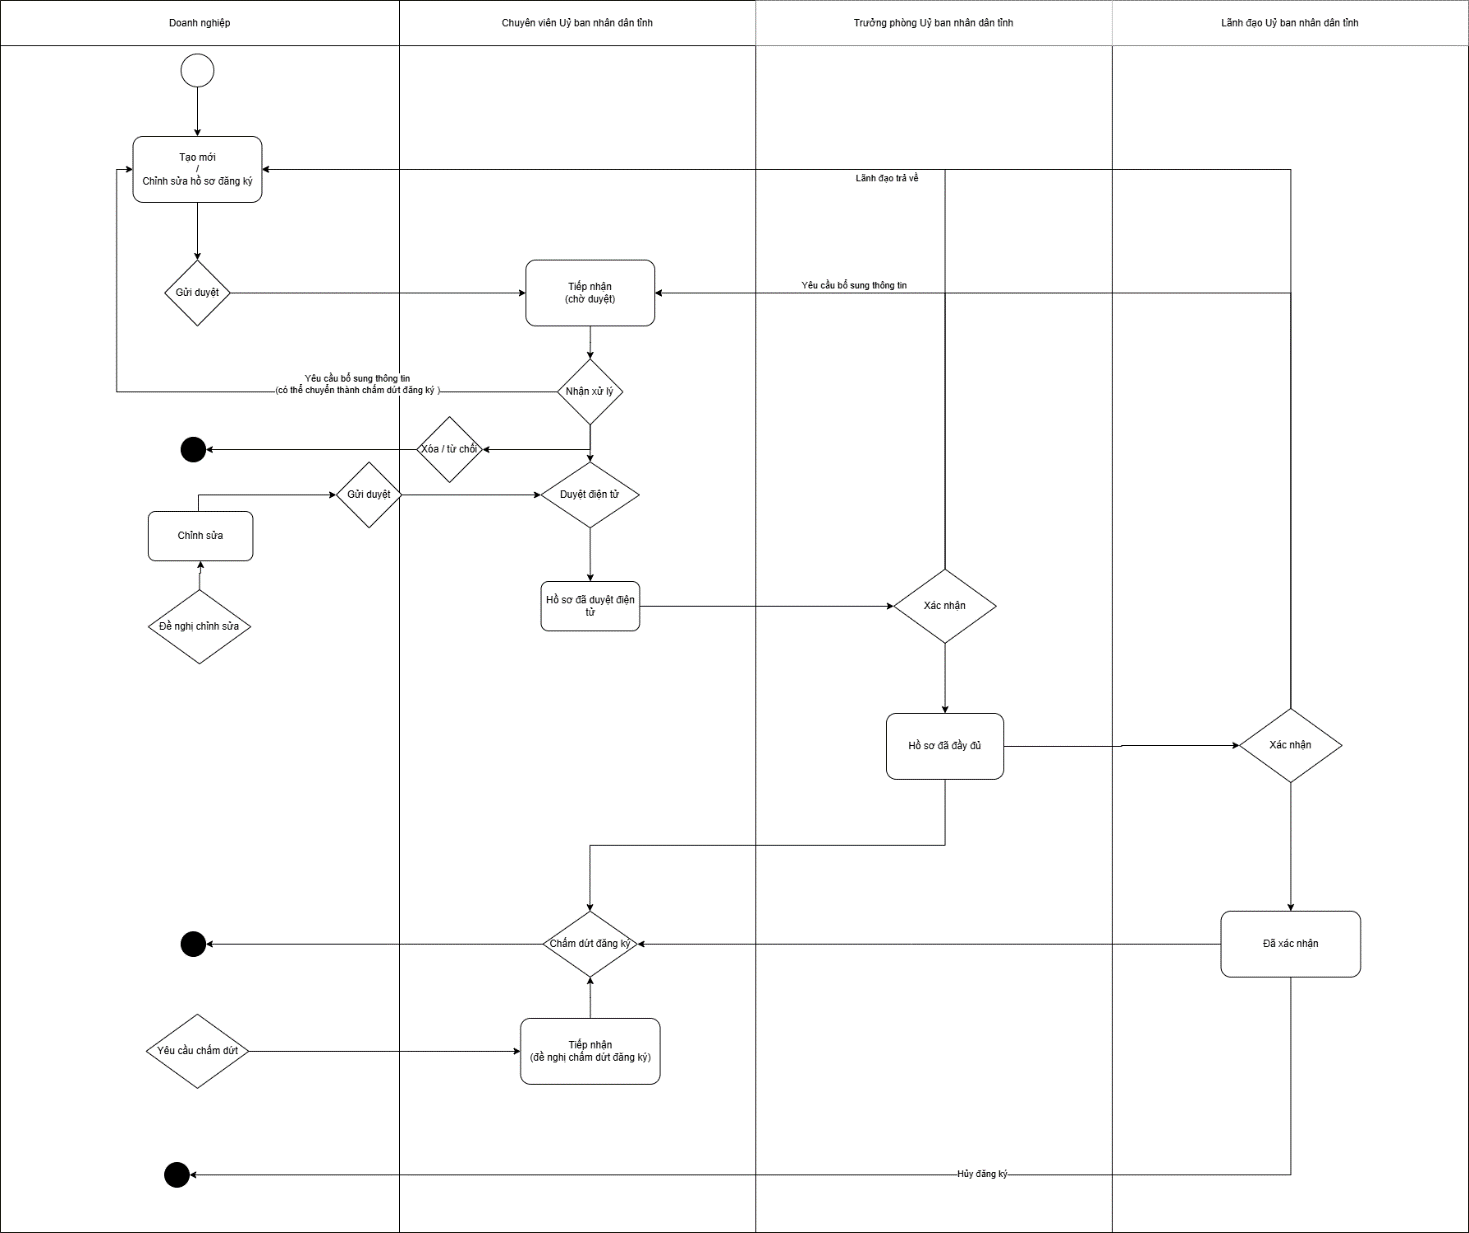 Doanh nghiệp
Chuyên viên Uỷ ban nhân dân tỉnh
Trưởng phòng Uỷ ban nhân dân tỉnh
Lãnh đạo Uỷ ban nhân dân tỉnh
Tạo mới
/
Chỉnh sửa hồ sơ đăng ký
Lãnh đạo trả về
Gửi duyệt
Tiếp nhận
(chờ duyệt)
Yêu cầu bổ sung thông tin
Yêu cầu bổ sung thông tin
(có thể chuyển thành chấm dứt đăng ký )
Nhận xử lý
Xóa / từ chối
Gửi duyệt
Duyệt điện tử
Chỉnh sửa
Hồ sơ đã duyệt điện
tử
Xác nhận
Đề nghị chỉnh sửa
Hồ sơ đã đầy đủ
Xác nhận
Chấm dứt đăng ký
Đã xác nhận
Yêu cầu chấm dứt
Tiếp nhận
(đề nghị chấm dứt đăng ký)
Hủy đăng ký